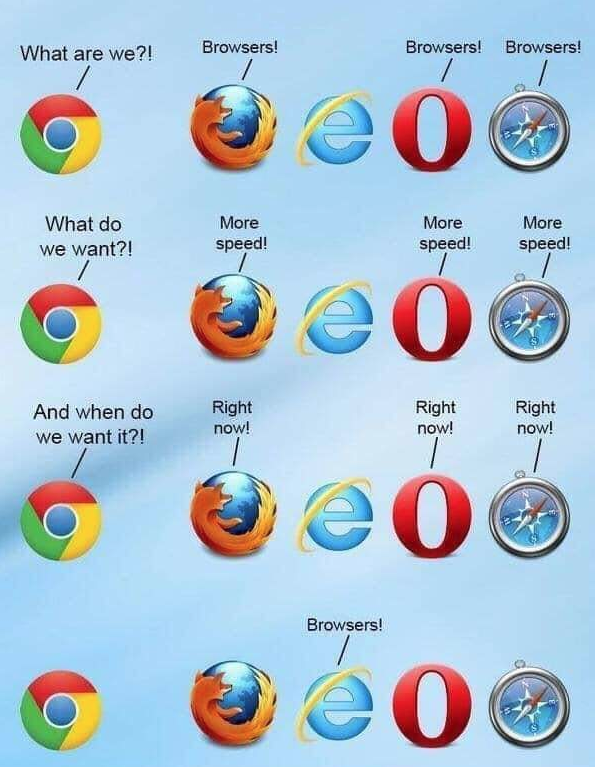 What are we?!
Browsers!
Browsers!
Browsers!
What do
we want?!
More
speed!
More
speed!
More
speed!
And when do
we want it?!
Right
now!
Right
now!
Right
now!
Browsers!